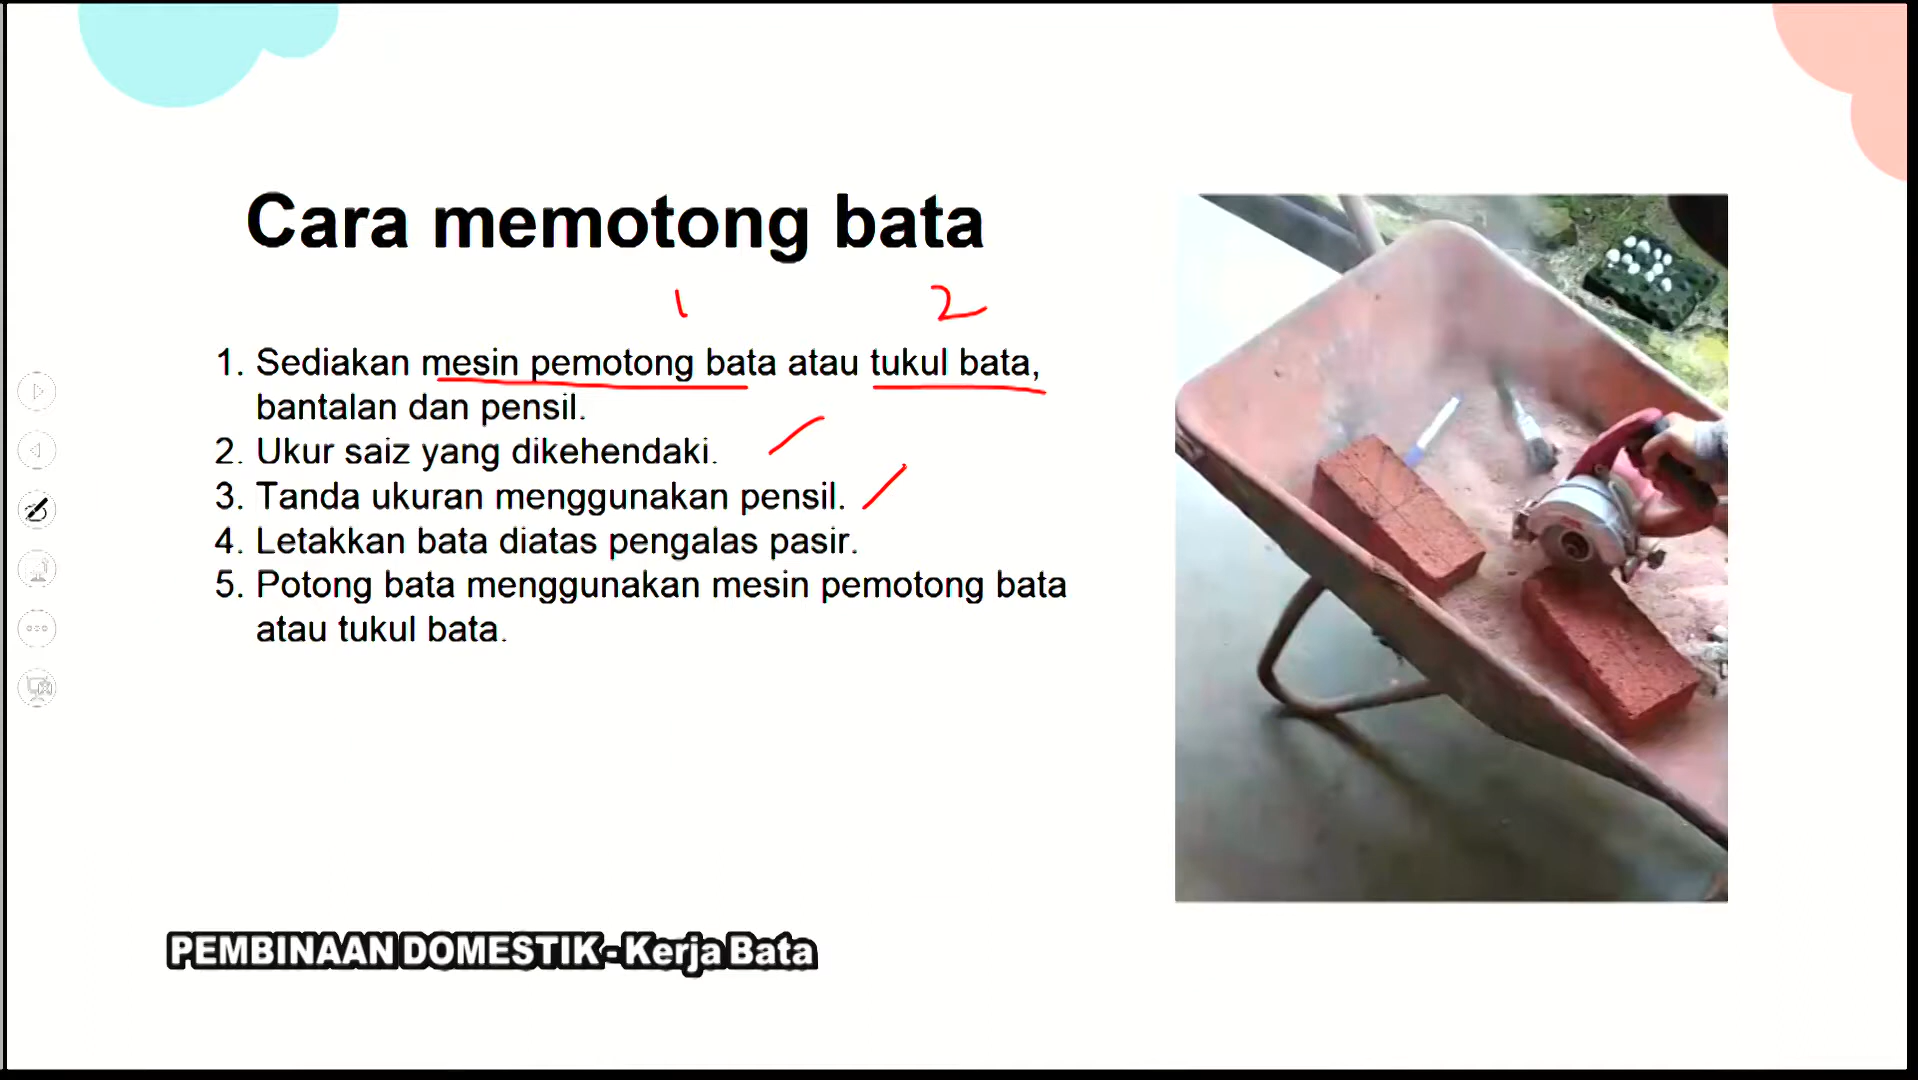 Cara memotong bata
1 2
1. Sediakan mesin pemotong bata atau tukul bata,
bantalan dan pensil.
2. Ukur saiz yang dikehendaki.
3. Tanda ukuran menggunakan pensil.
4. Letakkan bata diatas pengalas pasir.
5. Potong bata menggunakan mesin pemotong bata
atau tukul bata.
PEMBINAAN DOMESTIK - Kerja Bata